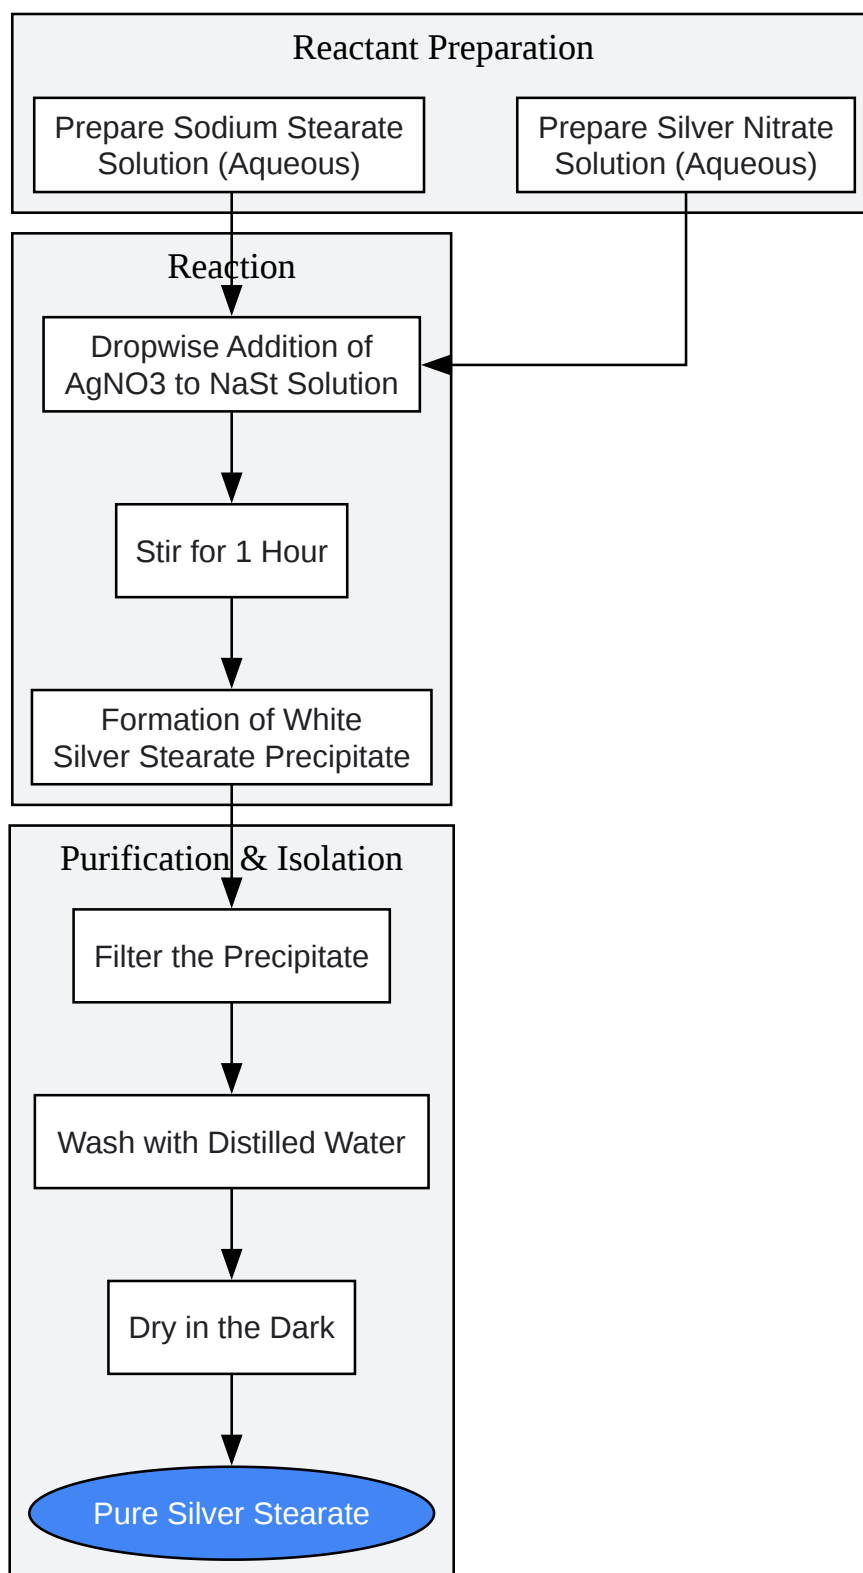 Reactant Preparation
Prepare Sodium Stearate
Solution (Aqueous)
Prepare Silver Nitrate
Solution (Aqueous)
Reaction
Dropwise Addition of
AgNO3 to NaSt Solution
Stir for 1 Hour
Formation of White
Silver Stearate Precipitate
Purification & Isolation
Filter the Precipitate
Wash with Distilled Water
Dry in the Dark
Pure Silver Stearate